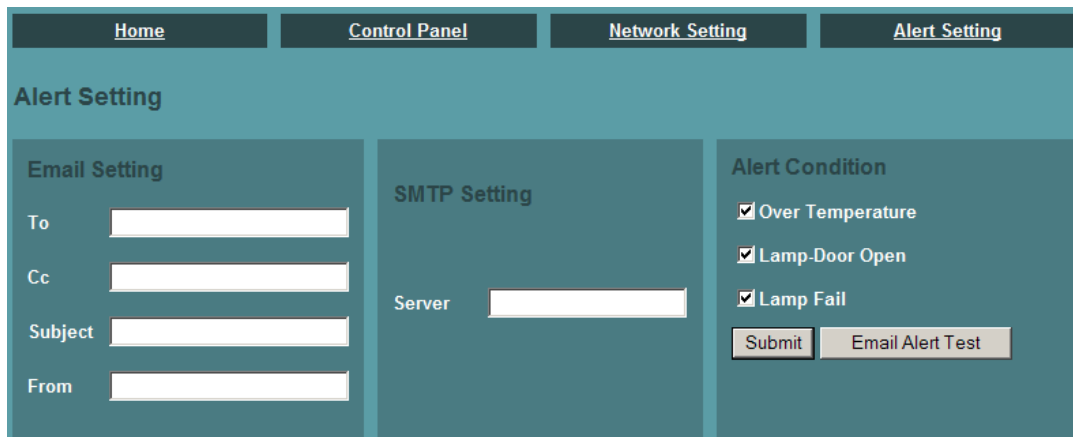 Home Control Panel Network Setting Alert Setting
Alert Setting
Email Setting
To
Cc
Subject
From
SMTP Setting
Server
Alert Condition
Over Temperature
Lamp-Door Open
Lamp Fail
Submit Email Alert Test